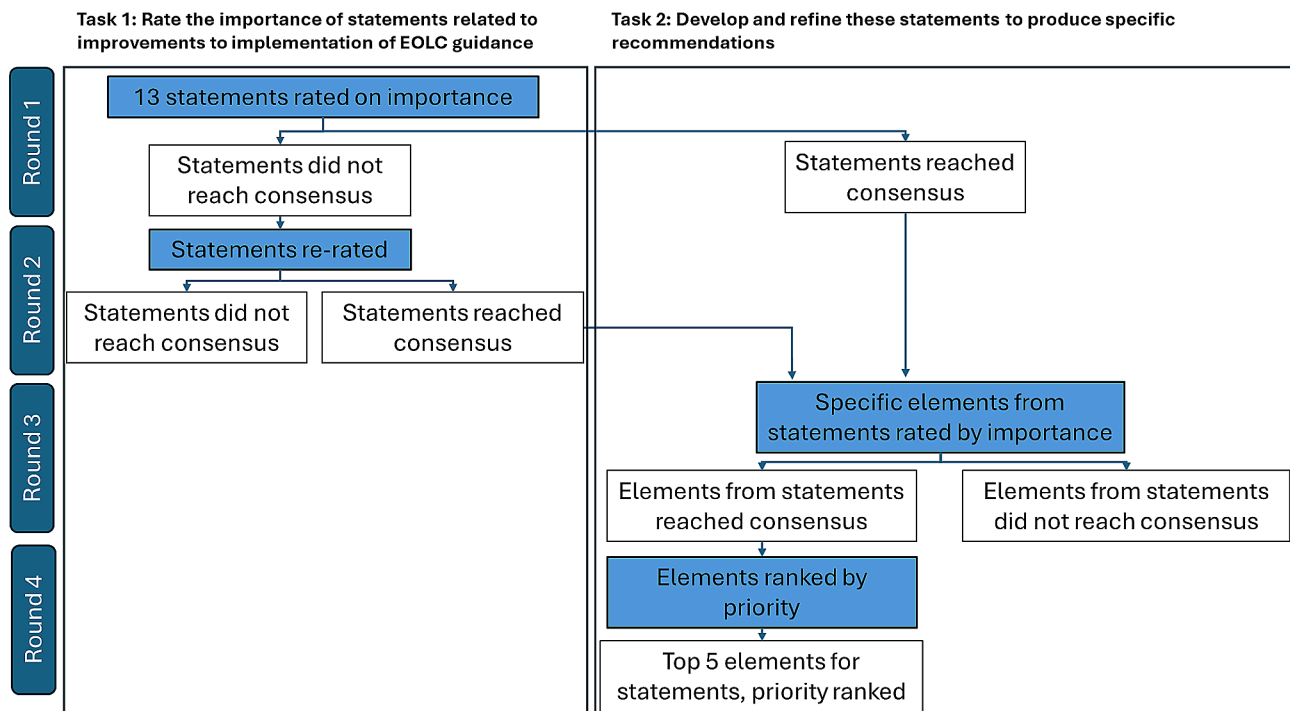 Task 1: Rate the importance of statements related to
improvements to implementation of EOLC guidance
Task 2: Develop and refine these statements to produce specific
recommendations
Round 1
13 statements rated on importance
Statements did not
reach consensus
Statements reached
consensus
Round 2
Statements re-rated
Statements did not
reach consensus
Statements reached
consensus
Round 3
Specific elements from
statements rated by importance
Elements from statements
reached consensus
Elements from statements
did not reach consensus
Round 4
Elements ranked by
priority
Top 5 elements for
statements, priority ranked